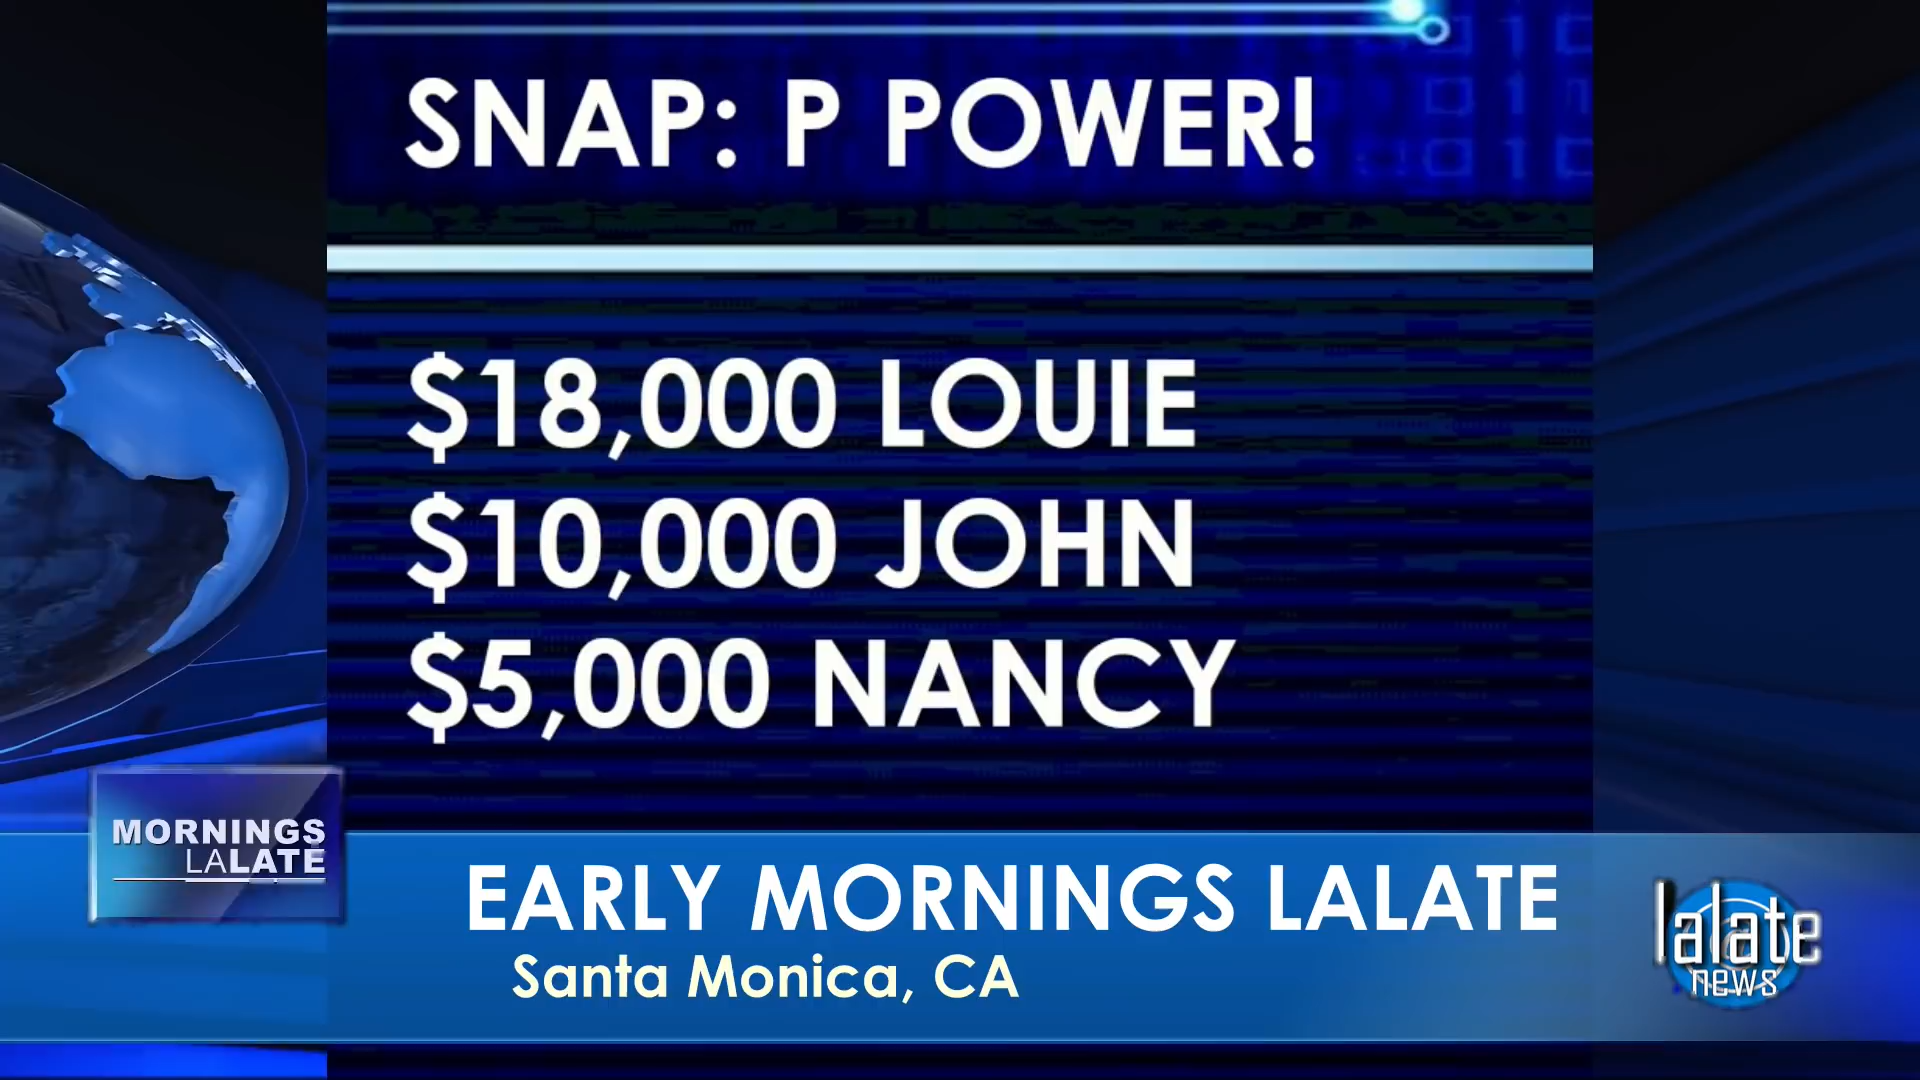 SNAP: P POWER!
$18,000 LOUIE
$10,000 JOHN
$5,000 NANCY
MORNINGS
LALATE
EARLY MORNINGS LALATE
Santa Monica, CA
lalate
news